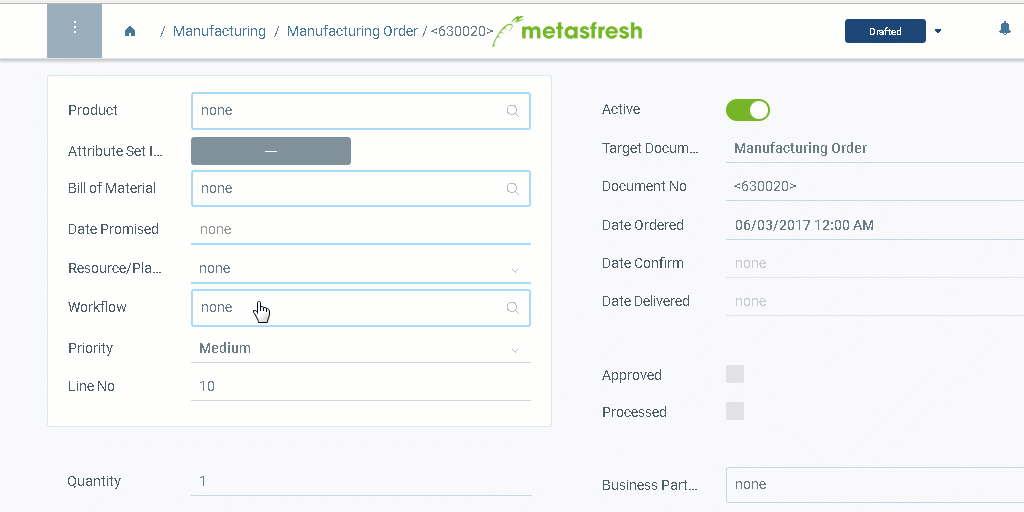 / Manufacturing / Manufacturing Order / <630020>
metasfresh
Drafted
Product none
Attribute Set I... —
Bill of Material none
Date Promised none
Resource/Pla... none
Workflow none
Priority Medium
Line No 10
Quantity 1
Active
Target Docum... Manufacturing Order
Document No <630020>
Date Ordered 06/03/2017 12:00 AM
Date Confirm none
Date Delivered none
Approved
Processed
Business Part... none